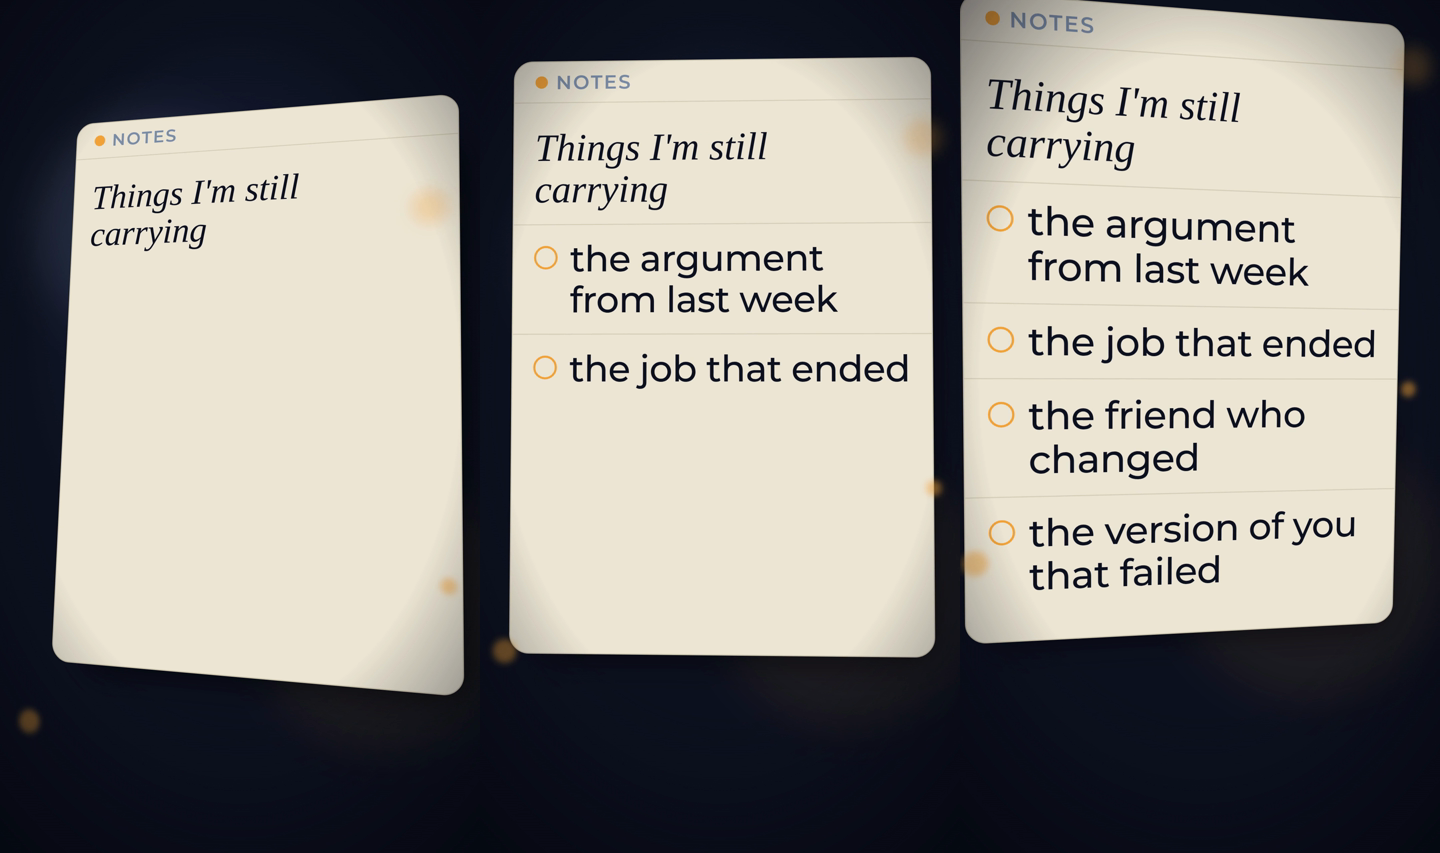 NOTES
Things I'm still
carrying
NOTES
Things I'm still
carrying
the argument
from last week
the job that ended
NOTES
Things I'm still
carrying
the argument
from last week
the job that ended
the friend who
changed
the version of you
that failed